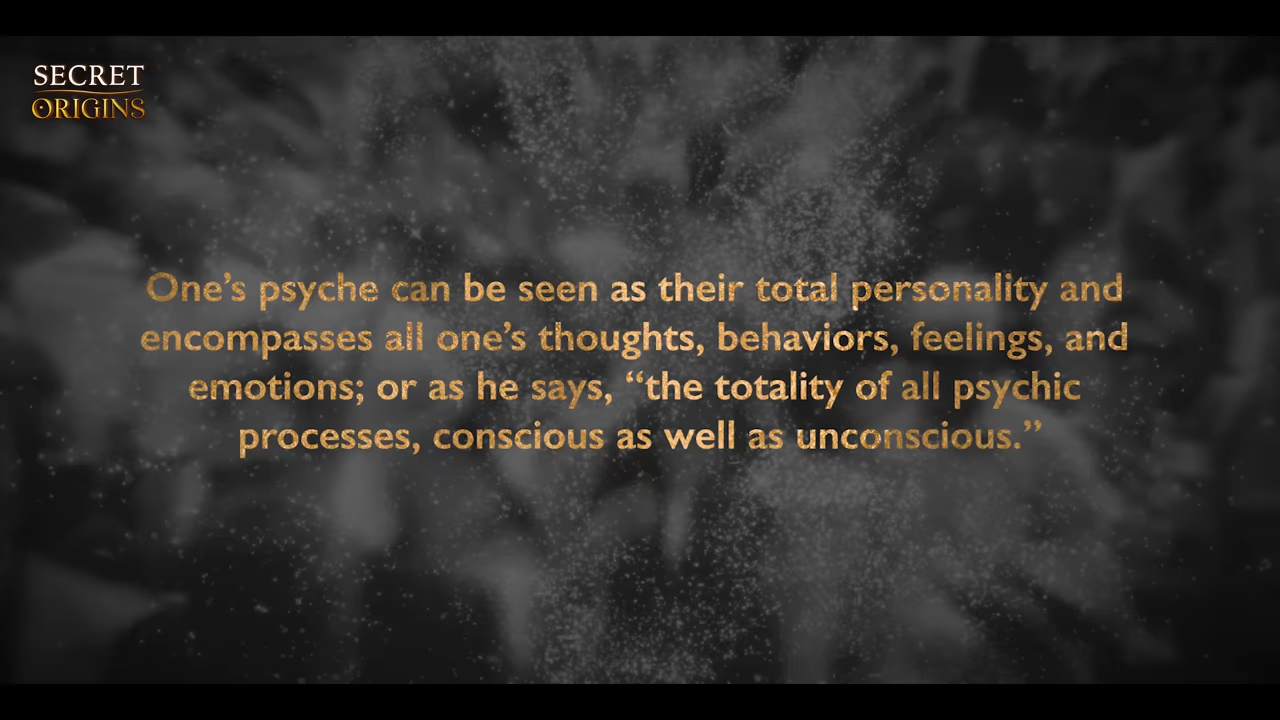 SECRET
ORIGINS
One’s psyche can be seen as their total personality and
encompasses all one’s thoughts, behaviors, feelings, and
emotions; or as he says, “the totality of all psychic
processes, conscious as well as unconscious.”